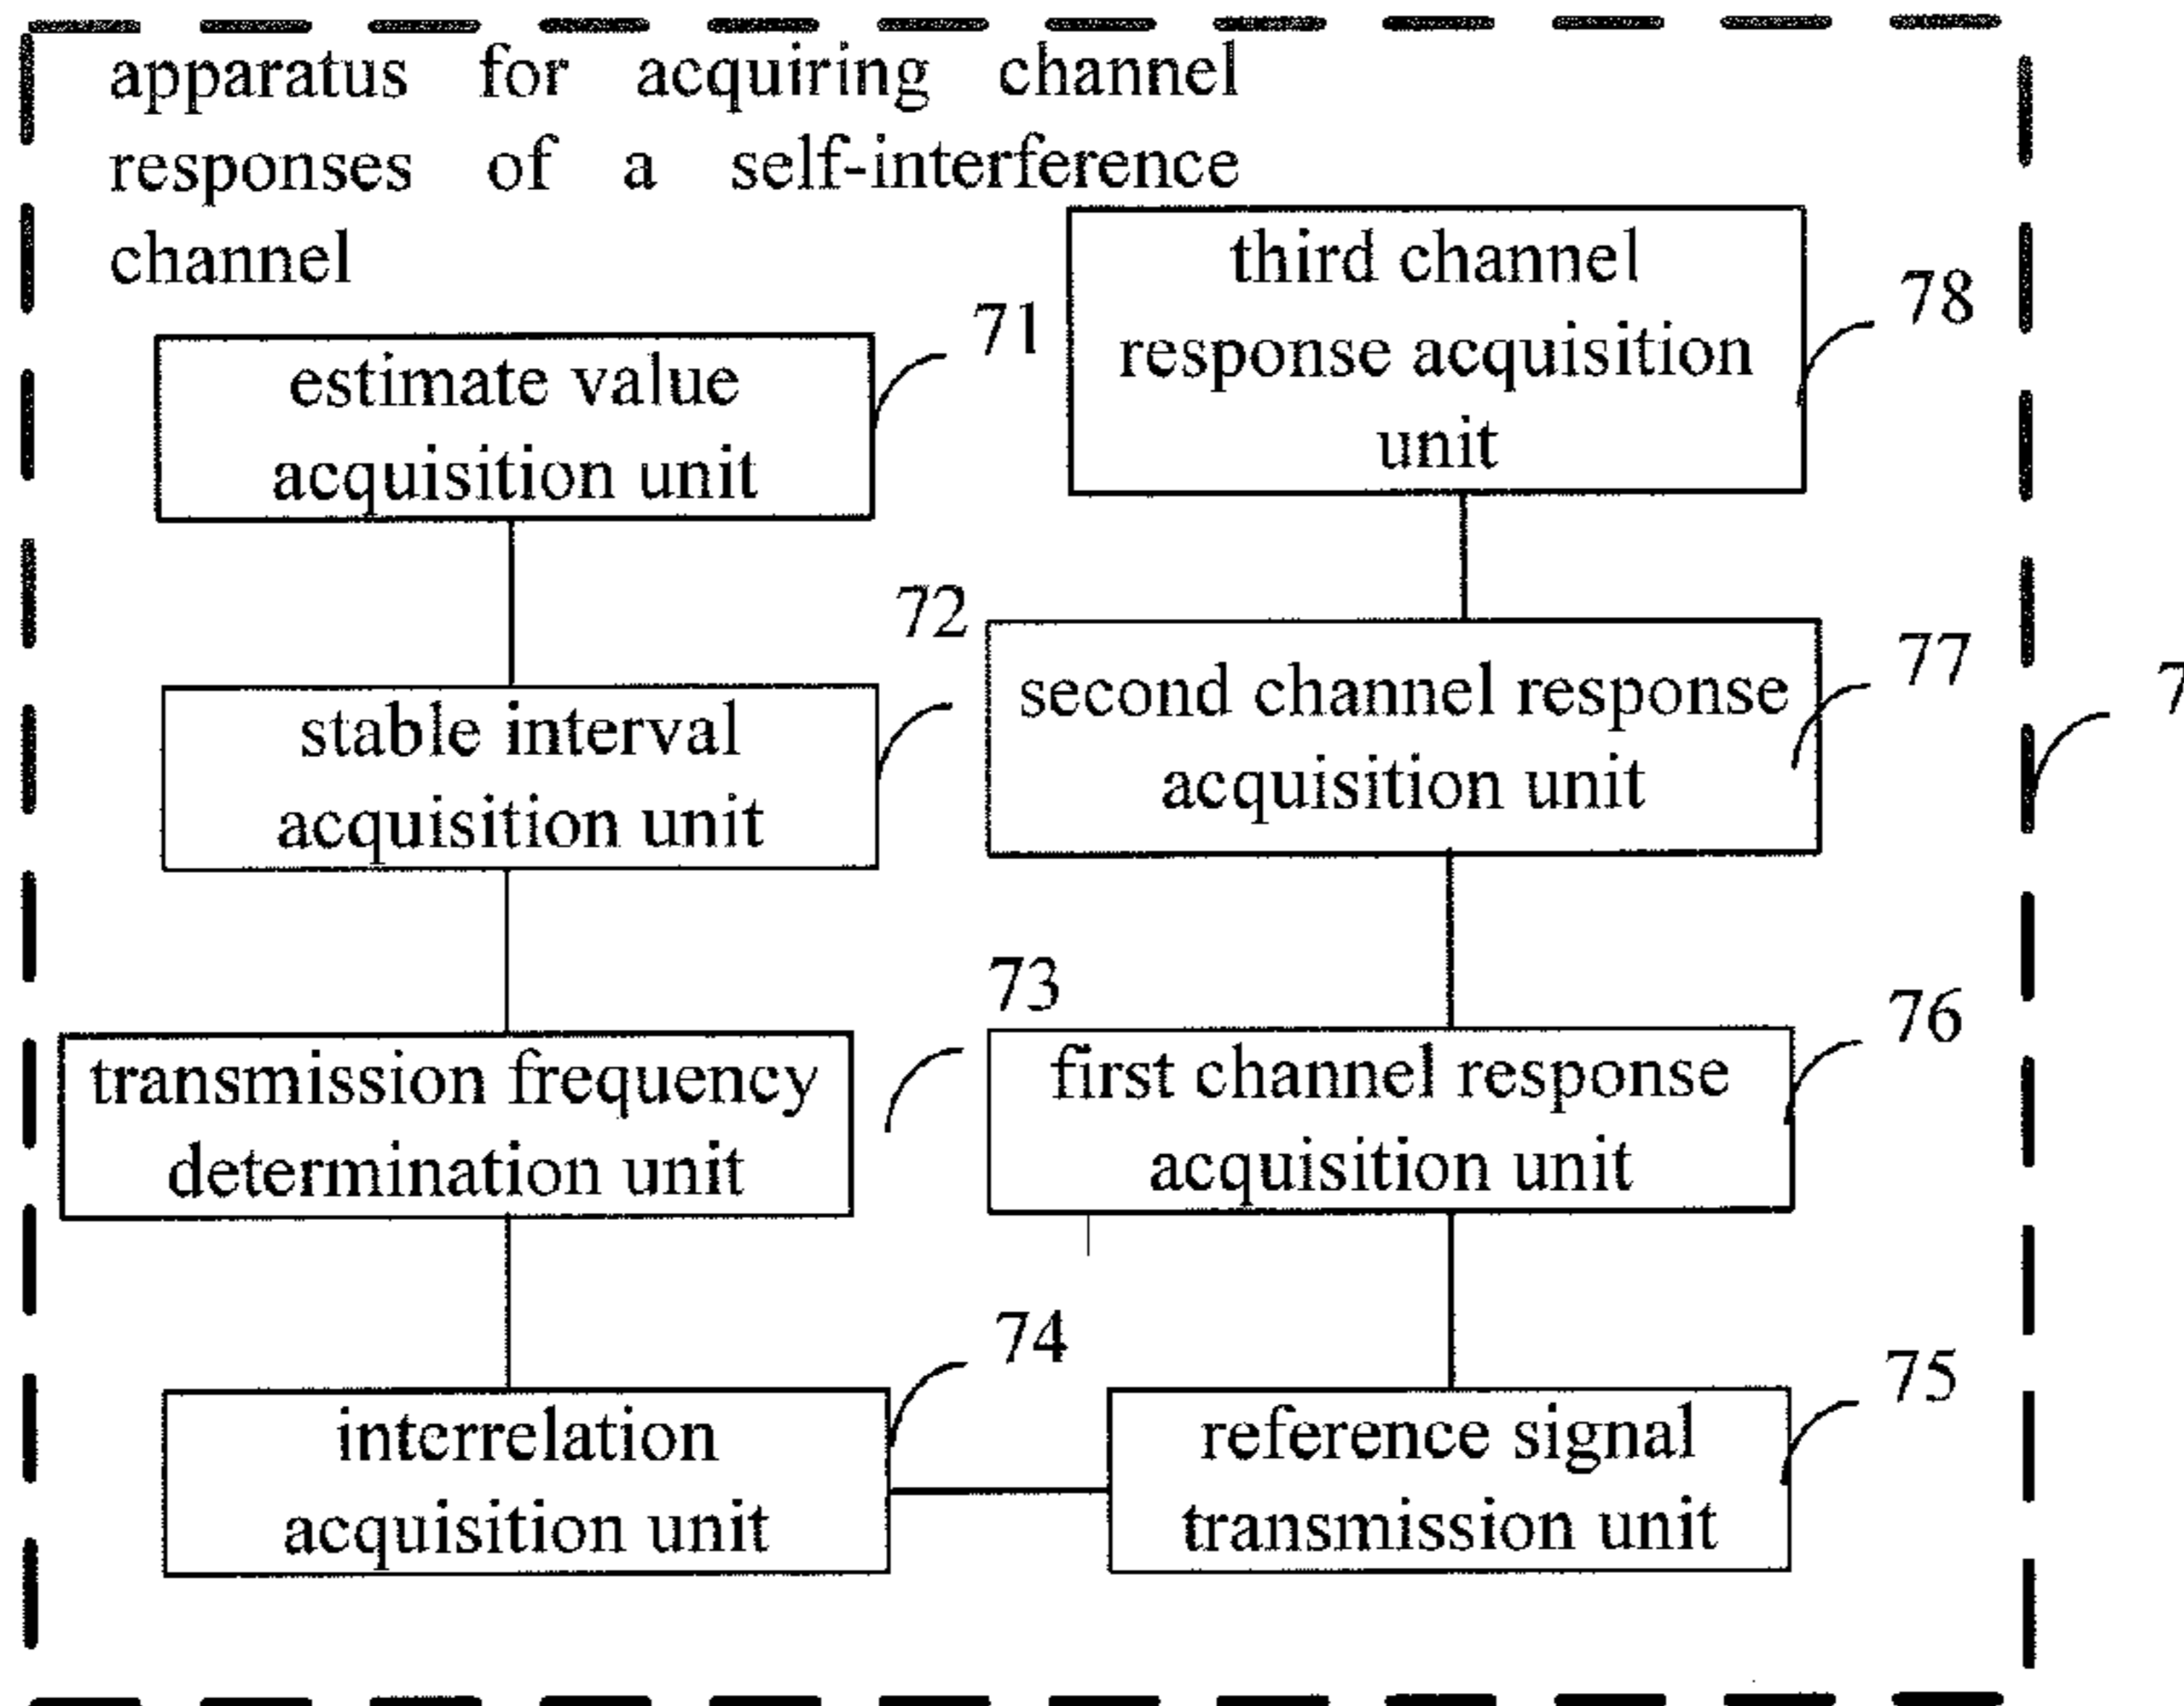 apparatus for acquiring channel
responses of a self-interference
channel
71
estimate value
acquisition unit
72
stable interval
acquisition unit
73
transmission frequency
determination unit
74
interrelation
acquisition unit
78
third channel
response acquisition
unit
77
second channel response
acquisition unit
76
first channel response
acquisition unit
75
reference signal
transmission unit
7